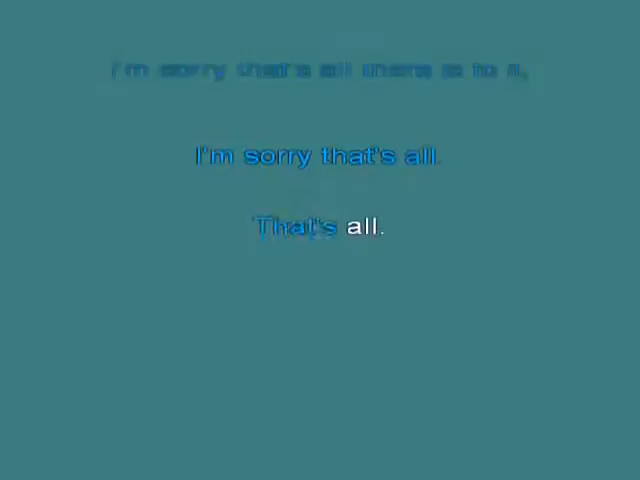 I'm sorry that's all there is to it,
I'm sorry that's all.
That's all.